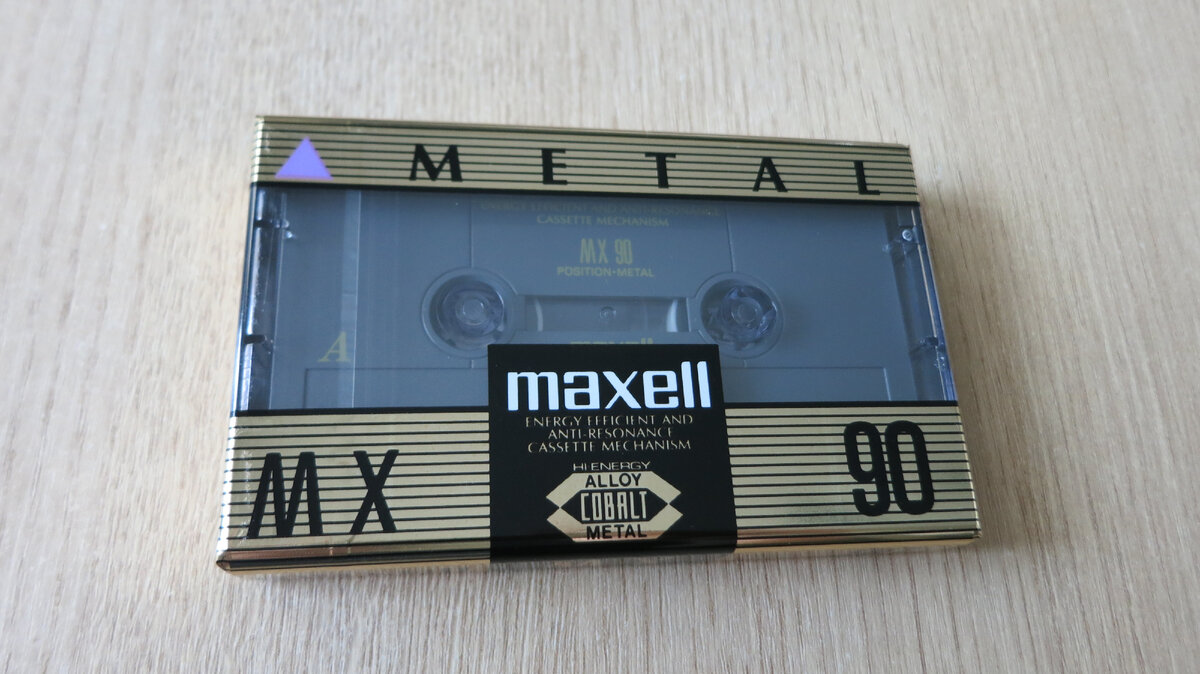 METAL
ENERGY EFFICIENT AND ANTI-RESONANCE
CASSETTE MECHANISM
MX 90
POSITION•METAL
A
maxell
maxell
ENERGY EFFICIENT AND
ANTI-RESONANCE
CASSETTE MECHANISM
MX
90
HI ENERGY
ALLOY
COBALT
METAL